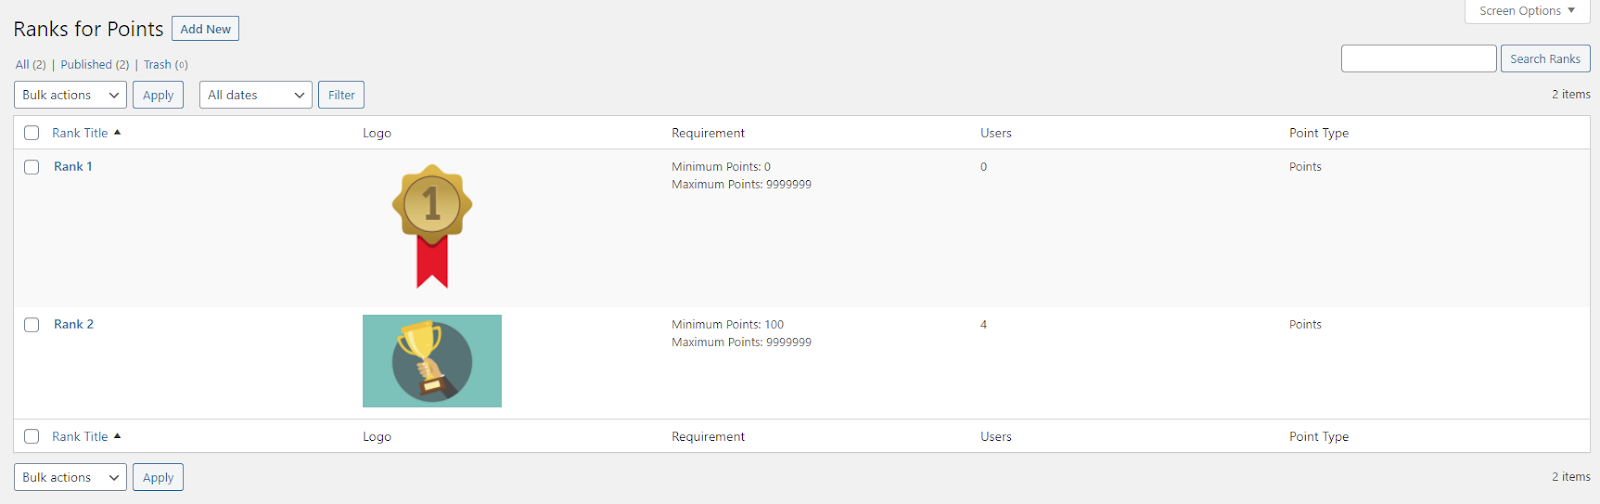 Screen Options ▼
Ranks for Points Add New
All (2) | Published (2) | Trash (0)
Search Ranks
Bulk actions Apply All dates Filter 2 items
Rank Title ▲ Logo Requirement Users Point Type
Rank 1 Minimum Points: 0 0 Points
Maximum Points: 9999999
1
Rank 2 Minimum Points: 100 4 Points
Maximum Points: 9999999
Rank Title ▲ Logo Requirement Users Point Type
Bulk actions Apply 2 items